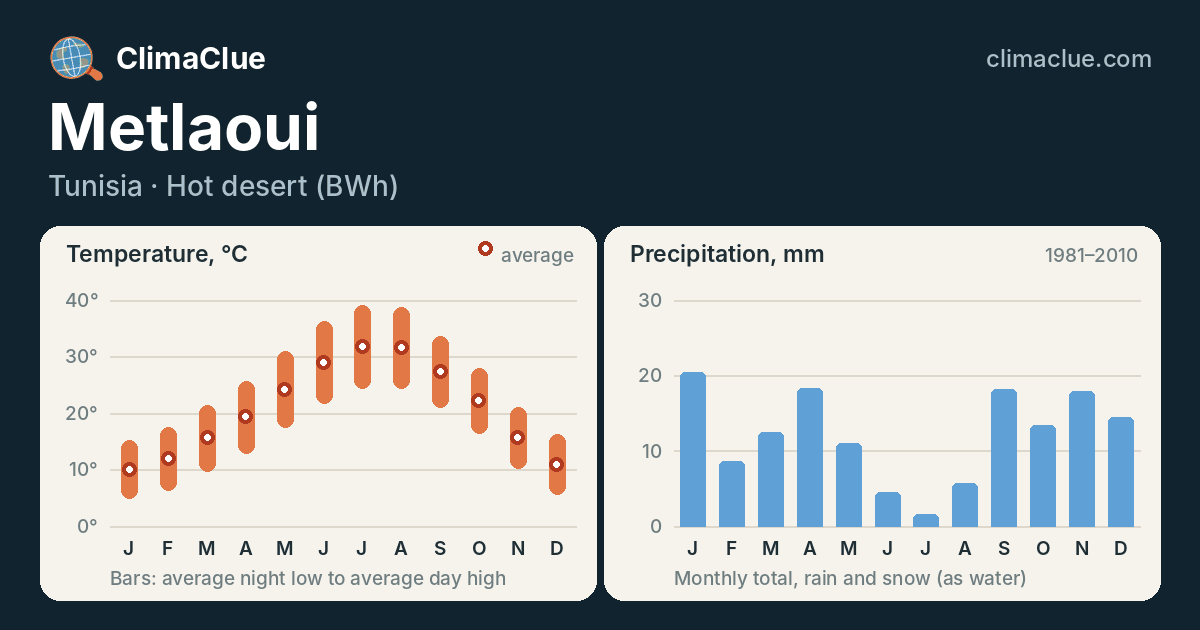 ClimaClue
climaclue.com
Metlaoui
Tunisia · Hot desert (BWh)
Temperature, °C
average
40°
30°
20°
10°
0°
J F M A M J J A S O N D
Bars: average night low to average day high
Precipitation, mm
1981–2010
30
20
10
0
J F M A M J J A S O N D
Monthly total, rain and snow (as water)